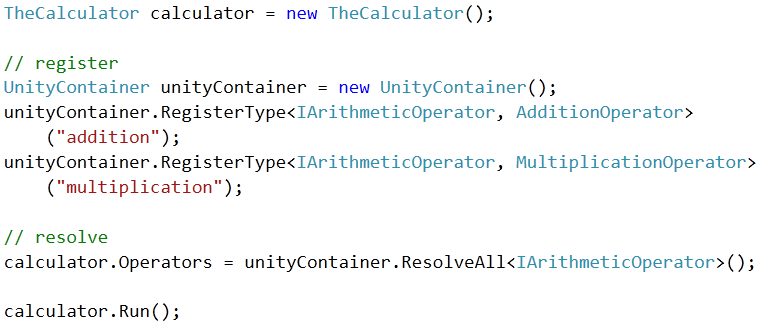 TheCalculator calculator = new TheCalculator();
// register
UnityContainer unityContainer = new UnityContainer();
unityContainer.RegisterType<IArithmeticOperator, AdditionOperator>
("addition");
unityContainer.RegisterType<IArithmeticOperator, MultiplicationOperator>
("multiplication");
// resolve
calculator.Operators = unityContainer.ResolveAll<IArithmeticOperator>();
calculator.Run();